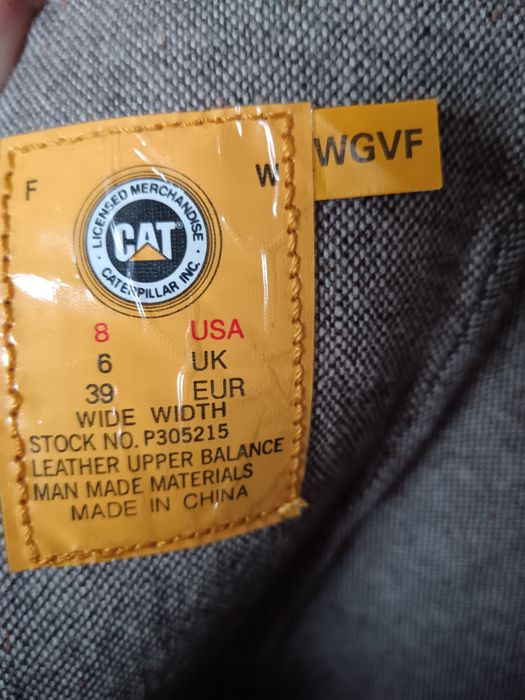 F W
WGVF
LICENSED MERCHANDISE
CAT
CATERPILLAR INC.
8 USA
6 UK
39 EUR
WIDE WIDTH
STOCK NO. P305215
LEATHER UPPER BALANCE
MAN MADE MATERIALS
MADE IN CHINA